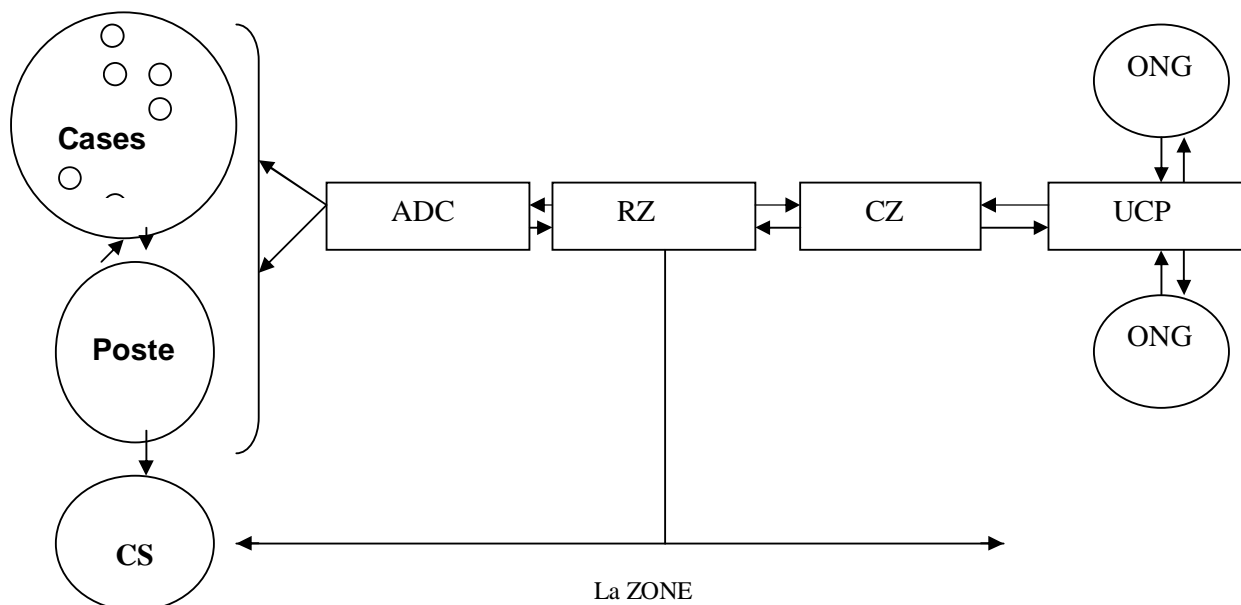 ONG
Cases
ADC
RZ
CZ
UCP
Poste
ONG
CS
La ZONE